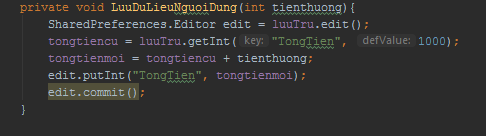 private void LuuDuLieuNguoiDung(int tienthuong){
SharedPreferences.Editor edit = luuTru.edit();
tongtiencu = luuTru.getInt( key: "TongTien", defValue: 1000);
tongtienmoi = tongtiencu + tienthuong;
edit.putInt("TongTien", tongtienmoi);
edit.commit();
}